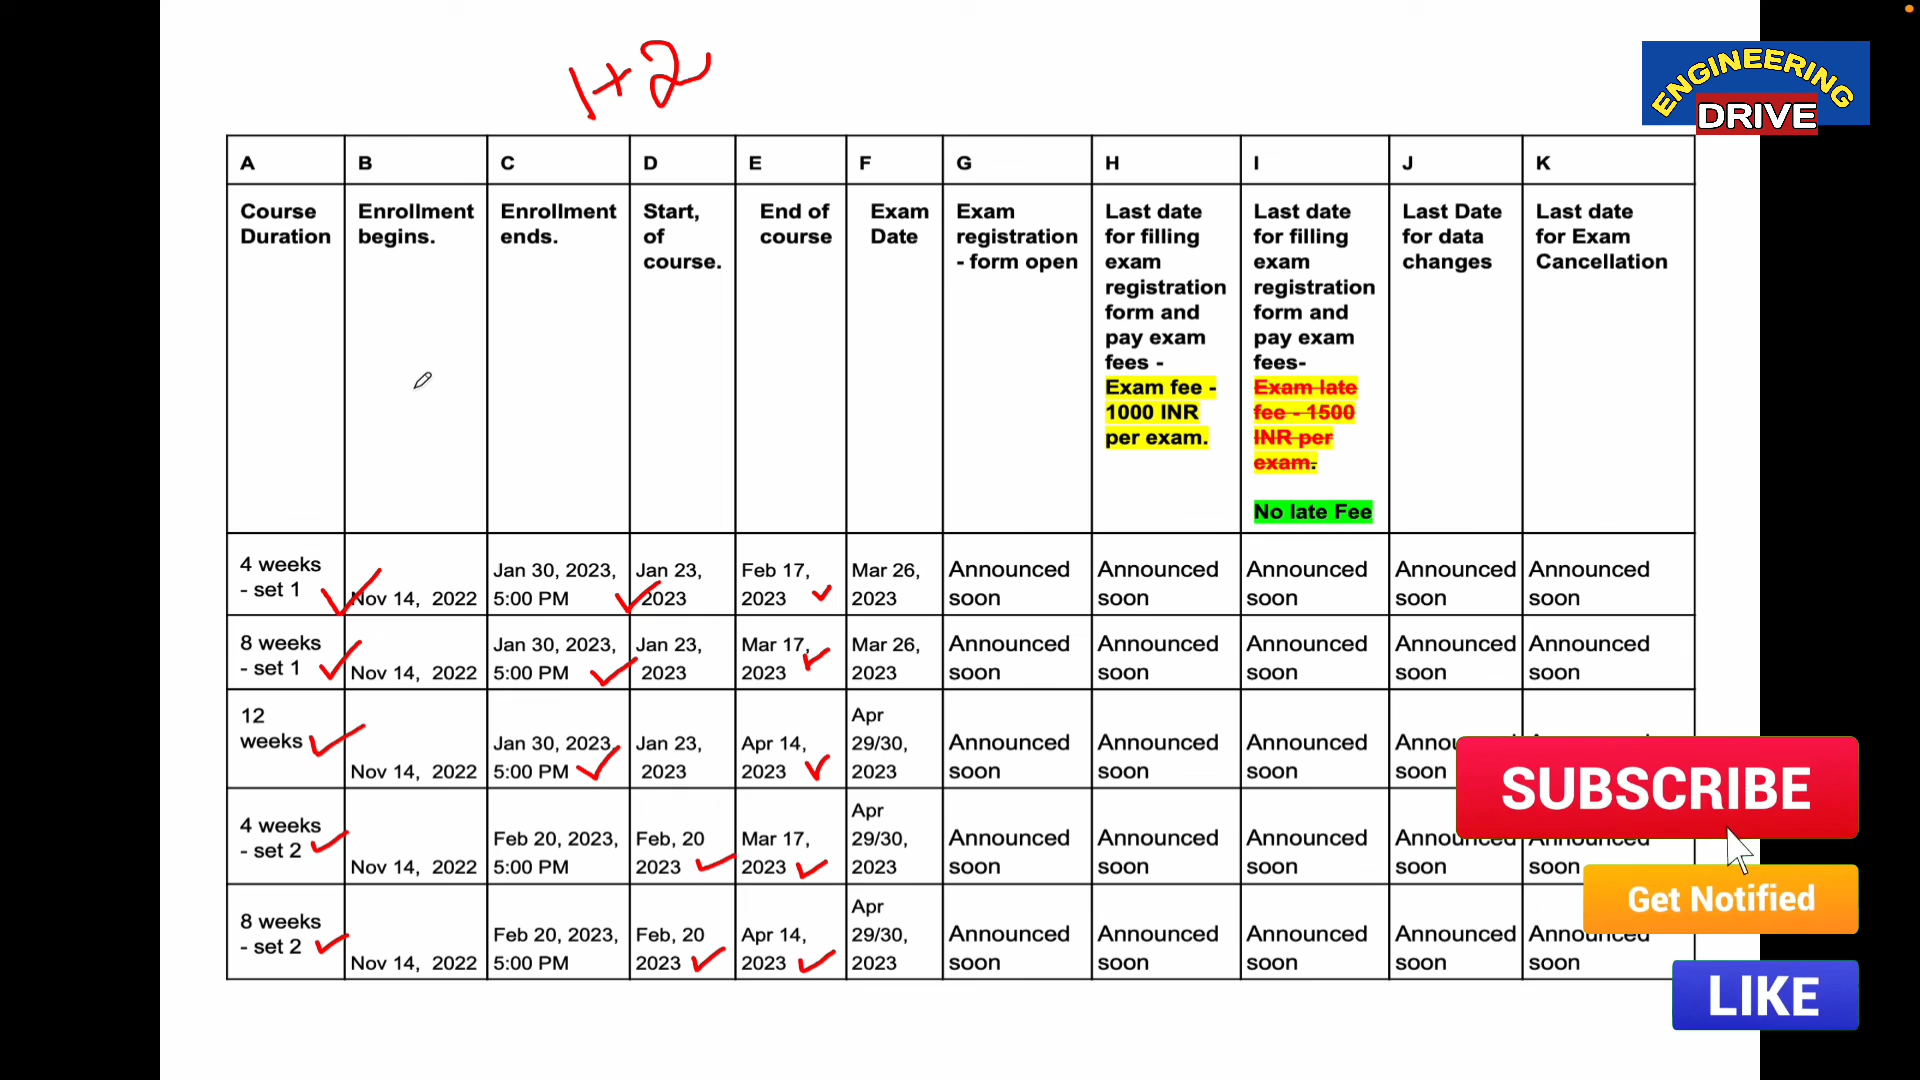 1+2
ENGINEERING
DRIVE
A B C D E F G H I J K
Course
Duration
Enrollment
begins.
Enrollment
ends.
Start,
of
course.
End of
course
Exam
Date
Exam
registration
- form open
Last date
for filling
exam
registration
form and
pay exam
fees -
Exam fee -
1000 INR
per exam.
Last date
for filling
exam
registration
form and
pay exam
fees-
Exam late
fee - 1500
INR per
exam.
No late Fee
Last Date
for data
changes
Last date
for Exam
Cancellation
4 weeks
- set 1
Nov 14, 2022
Jan 30, 2023,
5:00 PM
Jan 23,
2023
Feb 17,
2023
Mar 26,
2023
Announced
soon
Announced
soon
Announced
soon
Announced
soon
Announced
soon
8 weeks
- set 1
Nov 14, 2022
Jan 30, 2023,
5:00 PM
Jan 23,
2023
Mar 17,
2023
Mar 26,
2023
Announced
soon
Announced
soon
Announced
soon
Announced
soon
Announced
soon
12
weeks
Nov 14, 2022
Jan 30, 2023,
5:00 PM
Jan 23,
2023
Apr 14,
2023
Apr
29/30,
2023
Announced
soon
Announced
soon
Announced
soon
soon
4 weeks
- set 2
Nov 14, 2022
Feb 20, 2023,
5:00 PM
Feb, 20
2023
Mar 17,
2023
Apr
29/30,
2023
Announced
soon
Announced
soon
Announced
soon
Announced
soon
Announced
soon
8 weeks
- set 2
Nov 14, 2022
Feb 20, 2023,
5:00 PM
Feb, 20
2023
Apr 14,
2023
Apr
29/30,
2023
Announced
soon
Announced
soon
Announced
soon
Announced
soon
Announced
soon
SUBSCRIBE
Get Notified
LIKE